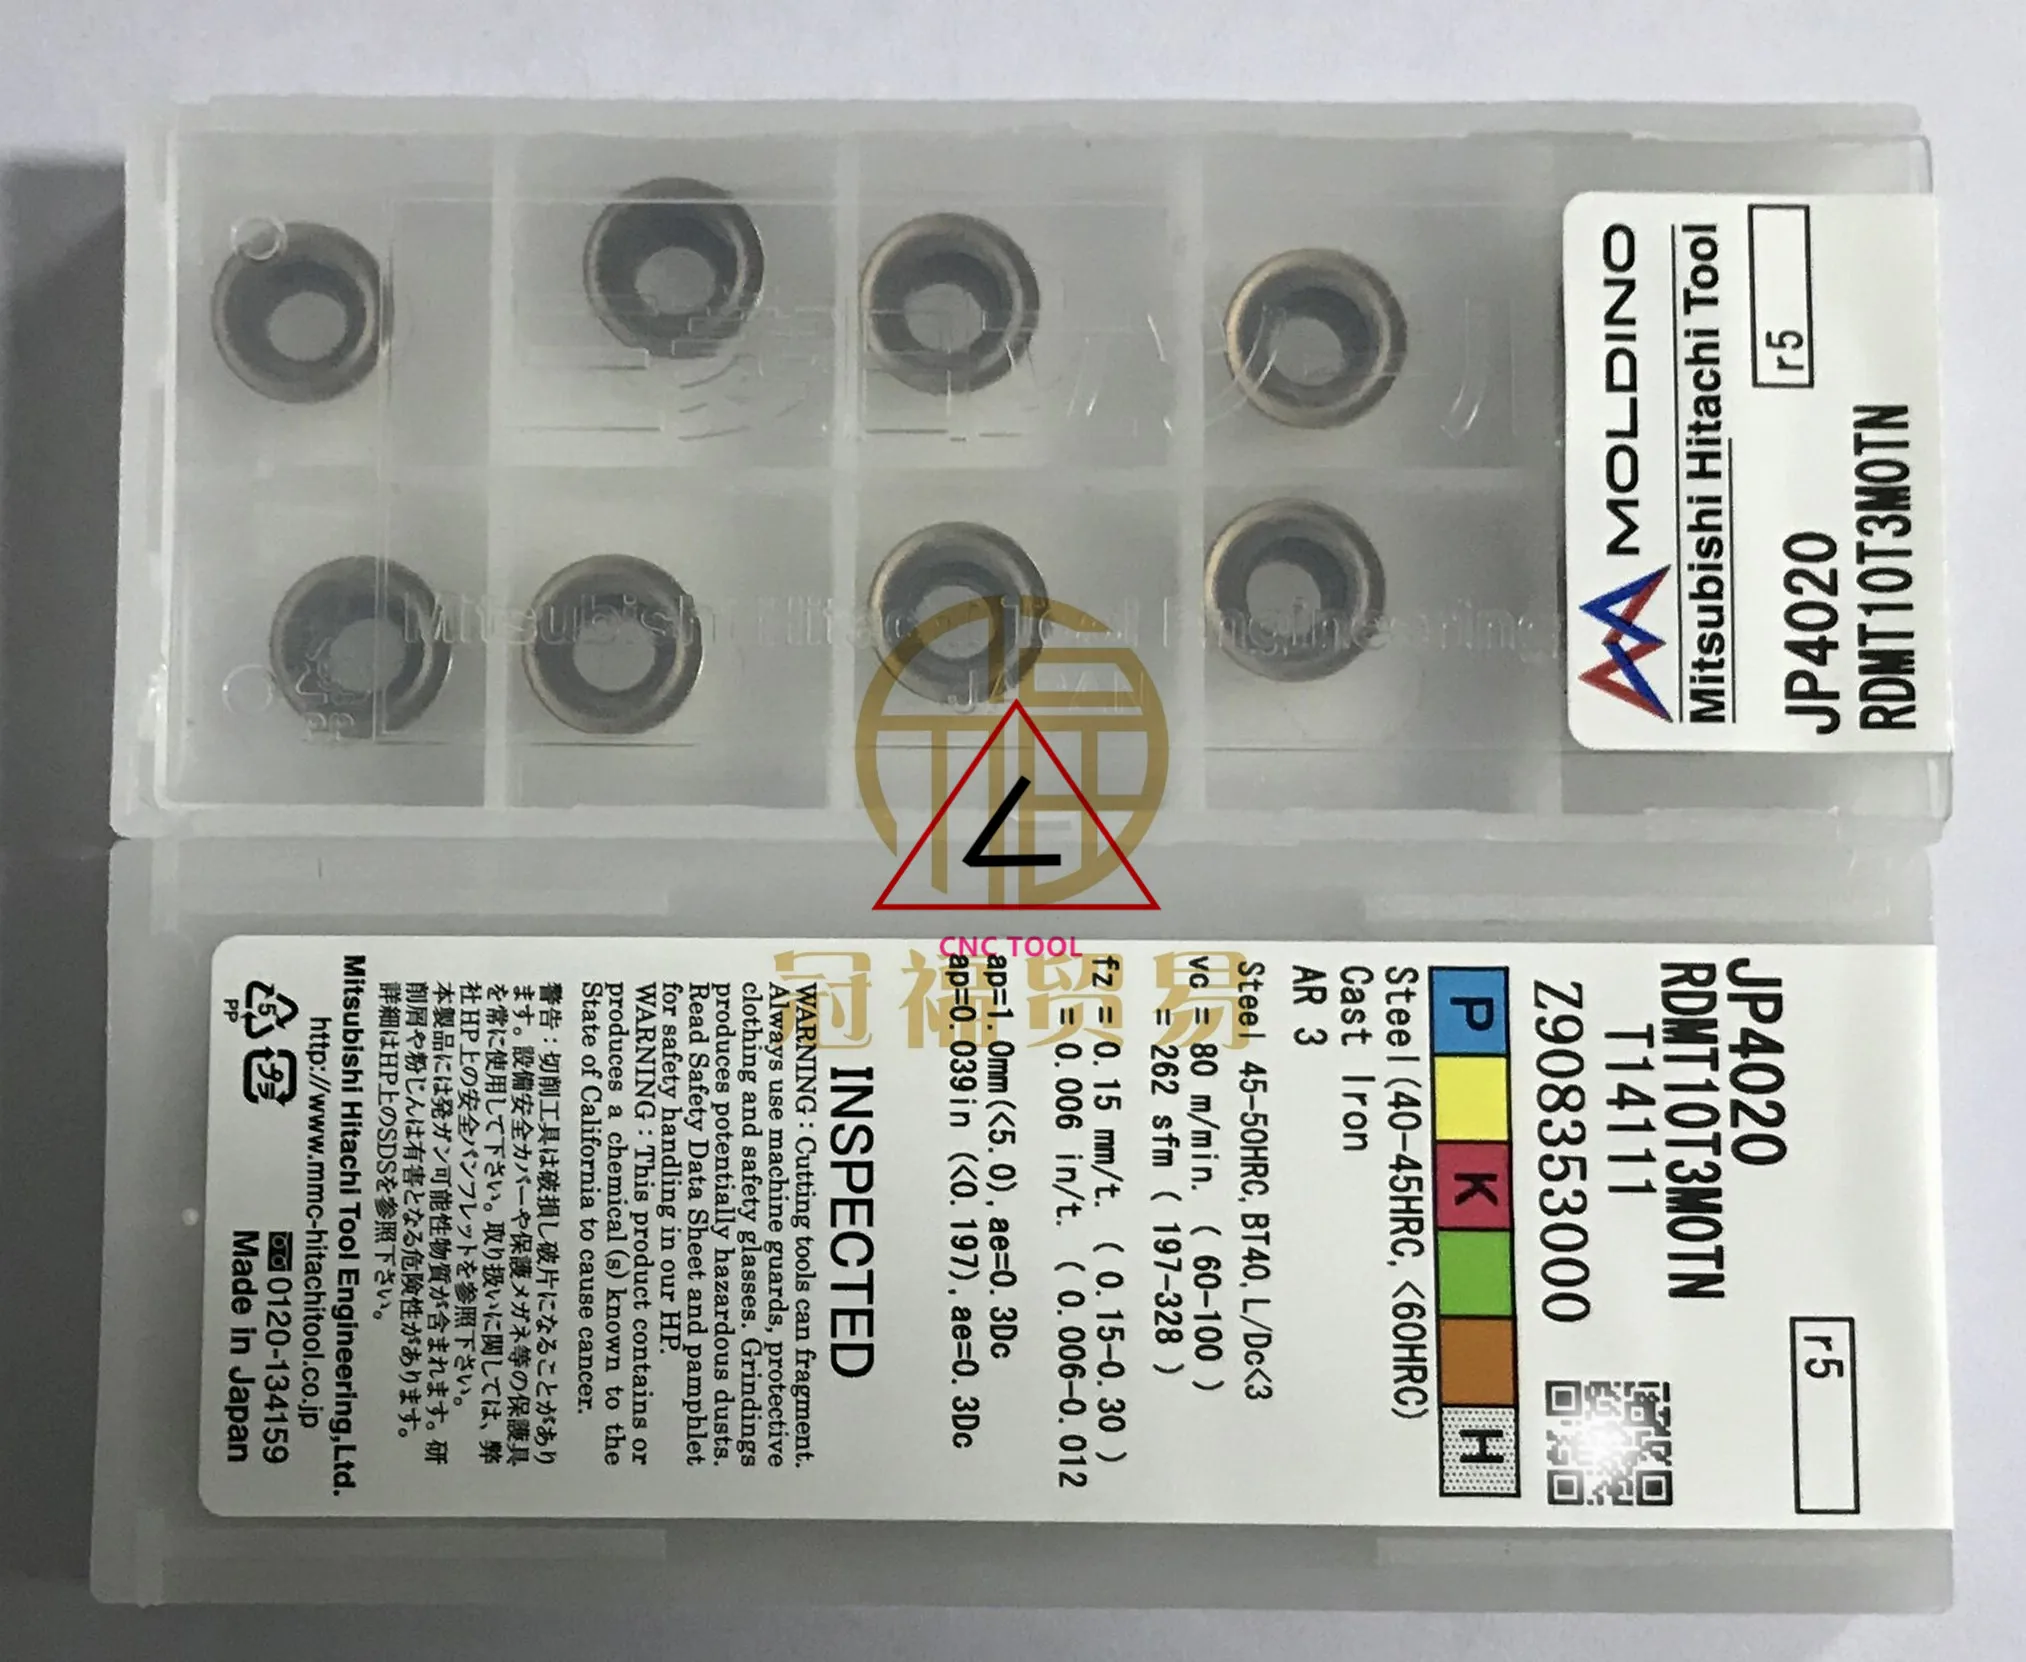 MOLDINO
Mitsubishi Hitachi Tool
r5
JP4020
RDMT10T3M0TN
Mitsubishi Hitachi Tool Engineering
JAPAN
PP
CNC TOOL
冠福贸易
r5
JP4020
RDMT10T3M0TN
T14111
Z908353000
P K H
Steel(40-45HRC,<60HRC)
Cast Iron
AR 3
Steel 45-50HRC,BT40,L/Dc<3
vc = 80 m/min. ( 60-100 )
= 262 sfm ( 197-328 )
fz = 0.15 mm/t. ( 0.15-0.30 )
= 0.006 in/t. ( 0.006-0.012
ap=1.0mm(<5.0),ae=0.3Dc
ap=0.039in (<0.197),ae=0.3Dc
INSPECTED
WARNING : Cutting tools can fragment.
Always use machine guards, protective
clothing and safety glasses. Grindings
produces potentially hazardous dusts.
Read Safety Data Sheet and pamphlet
for safety handling in our HP.
WARNING : This product contains or
produces a chemical(s) known to the
State of California to cause cancer.
警告：切削工具は破損し破片になることがあり
ます。設備安全カバーや保護メガネ等の保護具
を常に使用して下さい。取り扱いに関しては、弊
社HP上の安全パンフレットを参照下さい。
本製品には発ガン可能性物質が含まれます。研
削屑や粉じんは有害となる危険性があります。
詳細はHP上のSDSを参照下さい。
Mitsubishi Hitachi Tool Engineering,Ltd.
http://www.mmc-hitachitool.co.jp
0120-134159
Made in Japan
5
PP
プラ